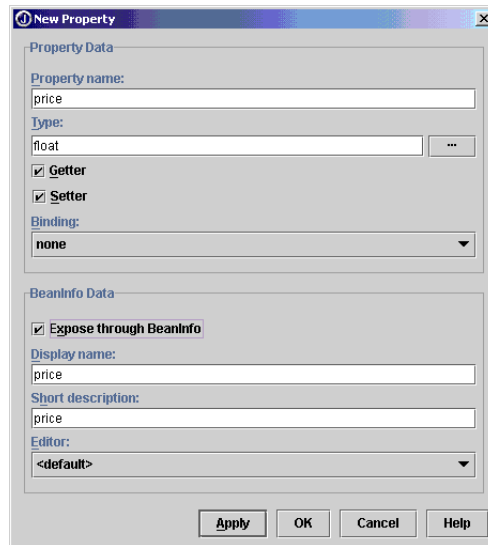 New Property
Property Data
Property name:
price
Type:
float
...
Getter
Setter
Binding:
none
BeanInfo Data
Expose through BeanInfo
Display name:
price
Short description:
price
Editor:
<default>
Apply OK Cancel Help